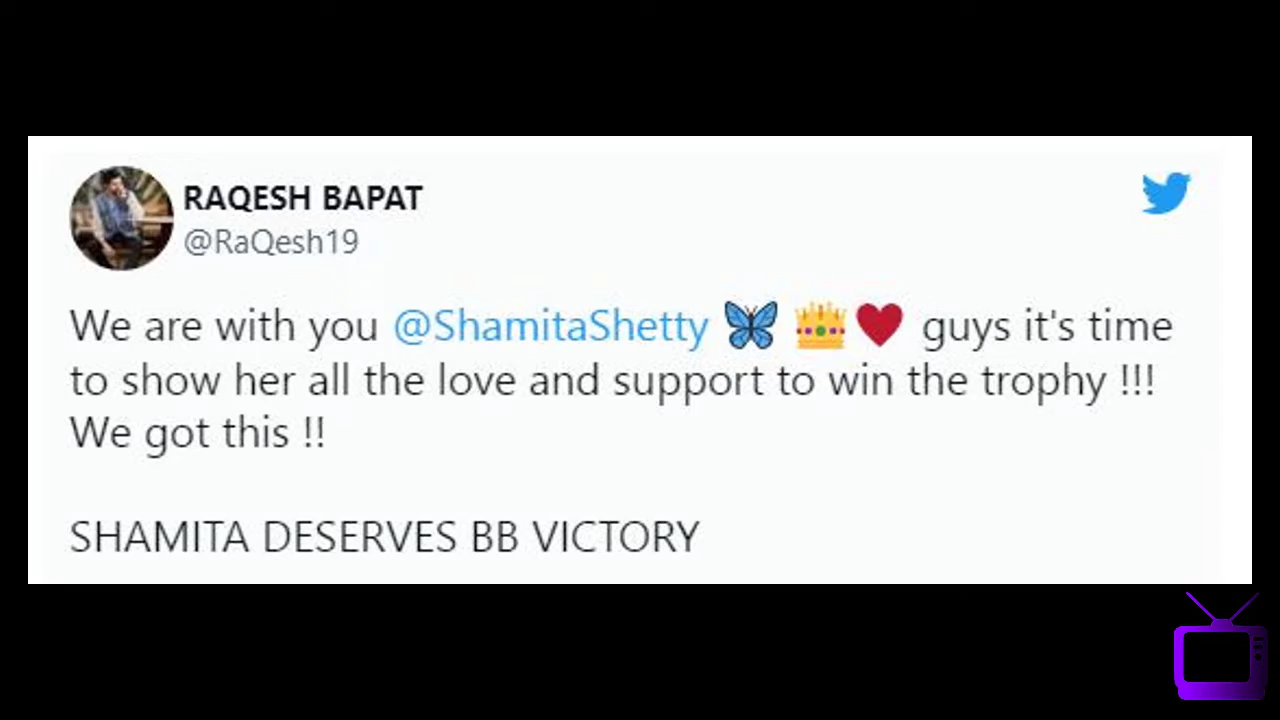 RAQESH BAPAT
@RaQesh19
We are with you @ShamitaShetty 🦋 👑❤️ guys it's time
to show her all the love and support to win the trophy !!!
We got this !!
SHAMITA DESERVES BB VICTORY